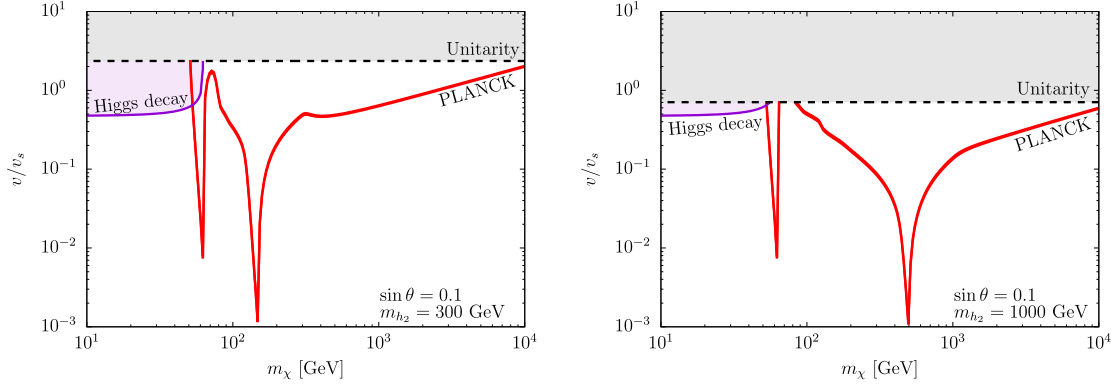 10^1
10^0
10^−1
10^−2
10^−3
v/v_s
Unitarity
Higgs decay
PLANCK
sin θ = 0.1
m_{h_2} = 300 GeV
10^1
10^2
10^3
10^4
m_χ [GeV]
10^1
10^0
10^−1
10^−2
10^−3
v/v_s
Unitarity
Higgs decay
PLANCK
sin θ = 0.1
m_{h_2} = 1000 GeV
10^1
10^2
10^3
10^4
m_χ [GeV]